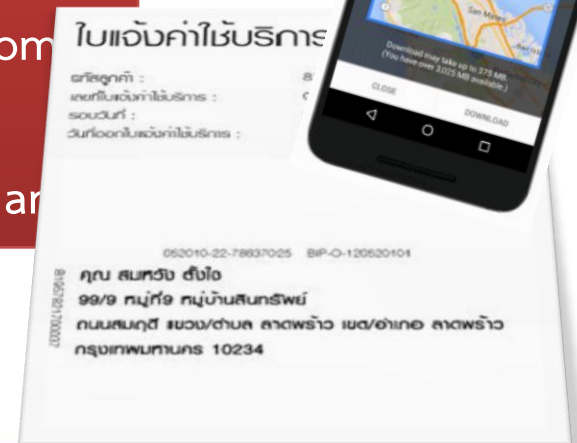 om
ar
ใบแจ้งค่าใช้บริการ
รหัสลูกค้า :
เลขที่ใบแจ้งค่าใช้บริการ :
รอบวันที่ :
วันที่ออกใบแจ้งค่าใช้บริการ :
San Mateo
Download may take up to 375 MB.
(You have over 3,025 MB available.)
CLOSE DOWNLOAD
052010-22-78637025 BIP-O-120520101
คุณ สมหวัง ตั้งใจ
99/9 หมู่ที่9 หมู่บ้านสินทรัพย์
ถนนสมฤดี แขวง/ตำบล ลาดพร้าว เขต/อำเภอ ลาดพร้าว
กรุงเทพมหานคร 10234